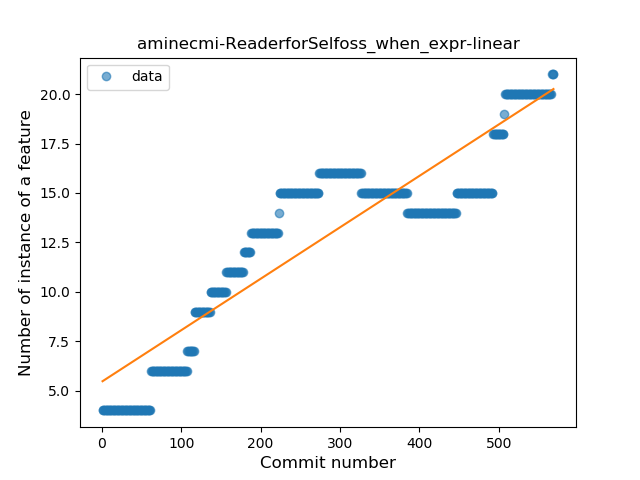 aminecmi-ReaderforSelfoss_when_expr-linear
data
Number of instance of a feature
20.0
17.5
15.0
12.5
10.0
7.5
5.0
0 100 200 300 400 500
Commit number